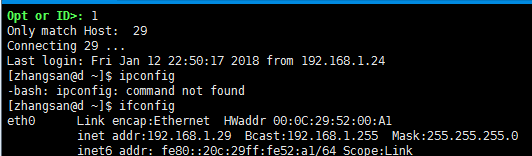 Opt or ID>: 1
Only match Host:  29
Connecting 29 ...
Last login: Fri Jan 12 22:50:17 2018 from 192.168.1.24
[zhangsan@d ~]$ ipconfig
-bash: ipconfig: command not found
[zhangsan@d ~]$ ifconfig
eth0      Link encap:Ethernet  HWaddr 00:0C:29:52:00:A1
          inet addr:192.168.1.29  Bcast:192.168.1.255  Mask:255.255.255.0
          inet6 addr: fe80::20c:29ff:fe52:a1/64 Scope:Link